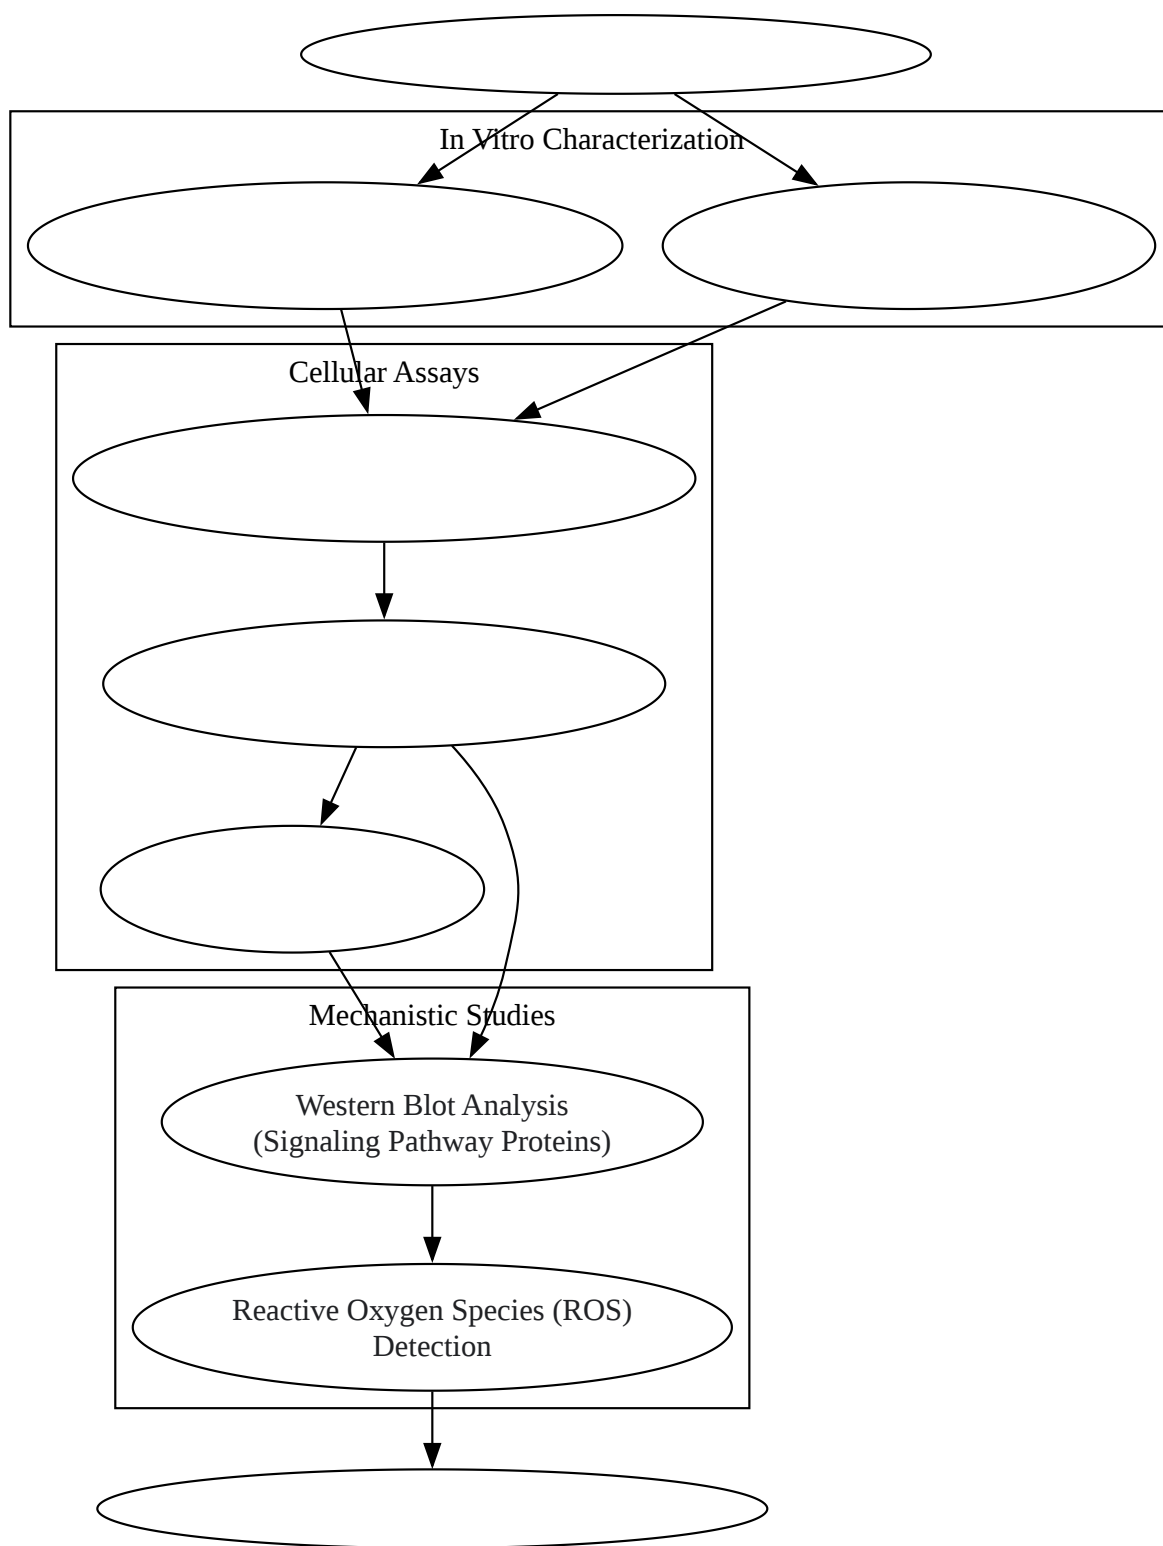 In Vitro Characterization
Cellular Assays
Mechanistic Studies
Western Blot Analysis
(Signaling Pathway Proteins)
Reactive Oxygen Species (ROS)
Detection